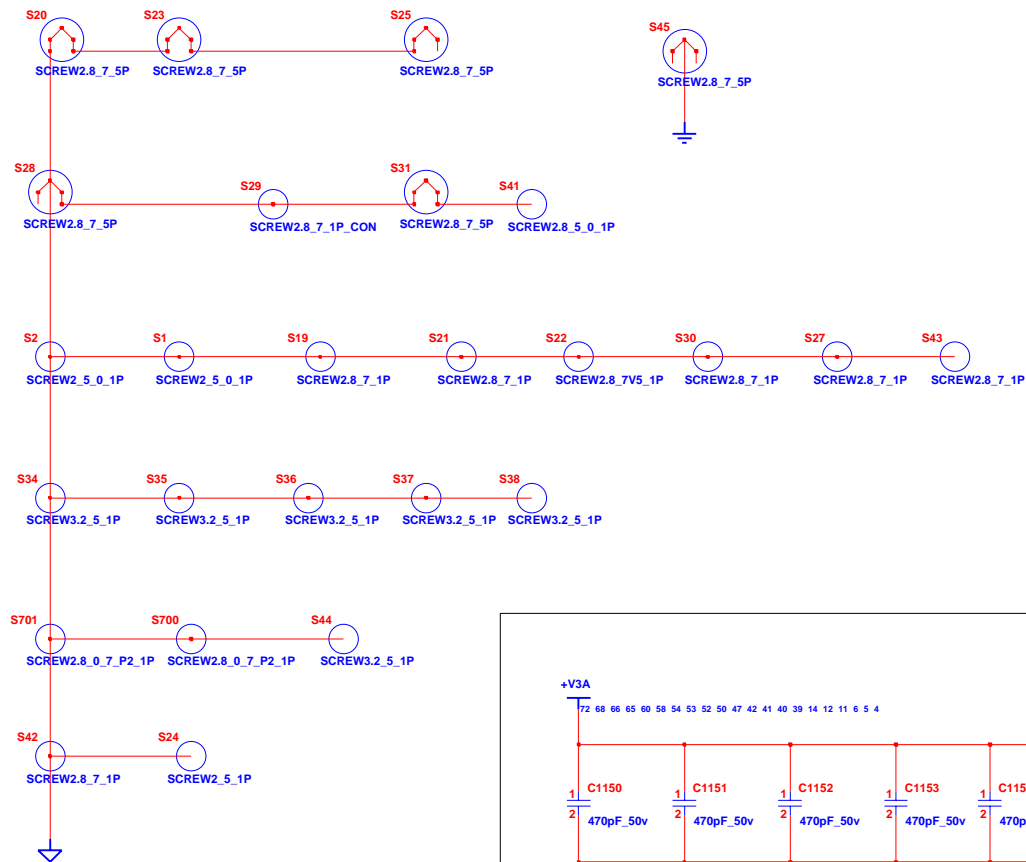 S20 S23 S25 S45
SCREW2.8_7_5P SCREW2.8_7_5P SCREW2.8_7_5P SCREW2.8_7_5P
S28 S29 S31 S41
SCREW2.8_7_5P SCREW2.8_7_1P_CON SCREW2.8_7_5P SCREW2.8_5_0_1P
S2 S1 S19 S21 S22 S30 S27 S43
SCREW2_5_0_1P SCREW2_5_0_1P SCREW2.8_7_1P SCREW2.8_7_1P SCREW2.8_7V5_1P SCREW2.8_7_1P SCREW2.8_7_1P SCREW2.8_7_1P
S34 S35 S36 S37 S38
SCREW3.2_5_1P SCREW3.2_5_1P SCREW3.2_5_1P SCREW3.2_5_1P SCREW3.2_5_1P
S701 S700 S44
SCREW2.8_0_7_P2_1P SCREW2.8_0_7_P2_1P SCREW3.2_5_1P
+V3A
72 68 66 65 60 58 54 53 52 50 47 42 41 40 39 14 12 11 6 5 4
S42 S24
SCREW2.8_7_1P SCREW2_5_1P
C1150 C1151 C1152 C1153 C115
1 1 1 1 1
2 2 2 2 2
470pF_50v 470pF_50v 470pF_50v 470pF_50v 470p